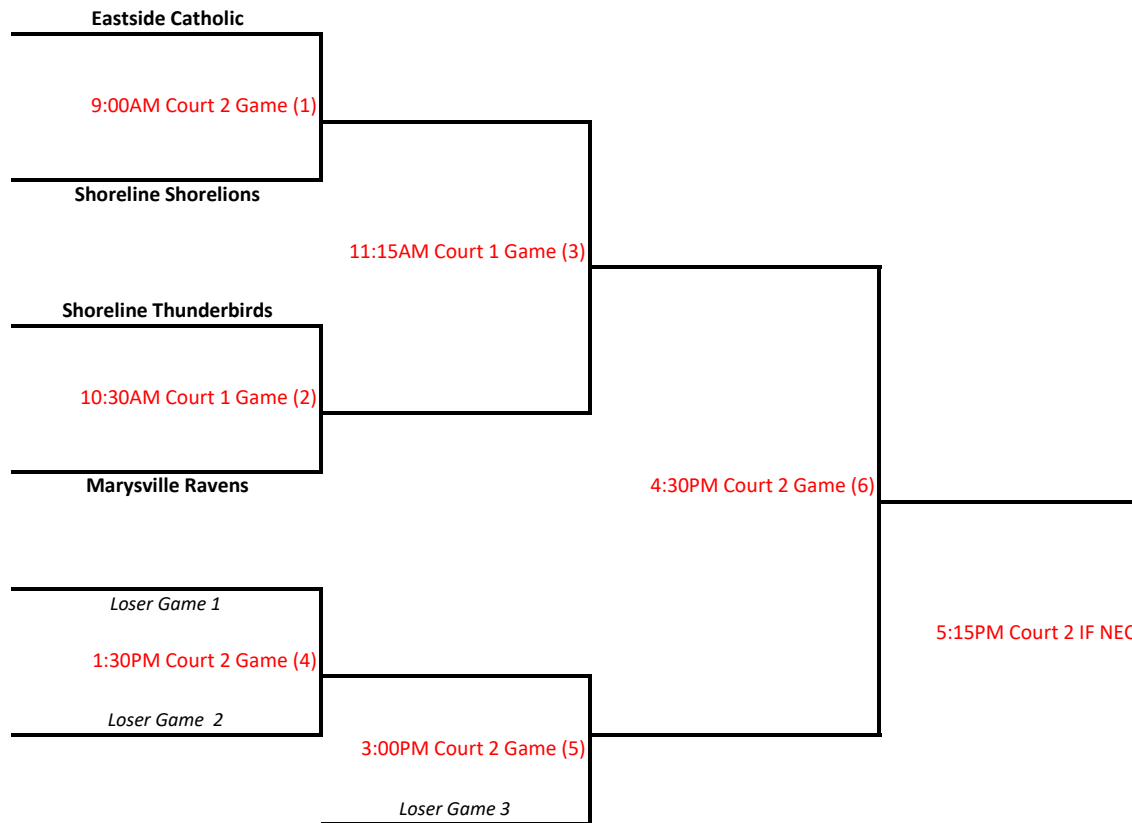 Eastside Catholic
9:00AM Court 2 Game (1)
Shoreline Shorelions
11:15AM Court 1 Game (3)
Shoreline Thunderbirds
10:30AM Court 1 Game (2)
Marysville Ravens
4:30PM Court 2 Game (6)
Loser Game 1
5:15PM Court 2 IF NEC
1:30PM Court 2 Game (4)
Loser Game  2
3:00PM Court 2 Game (5)
Loser Game 3